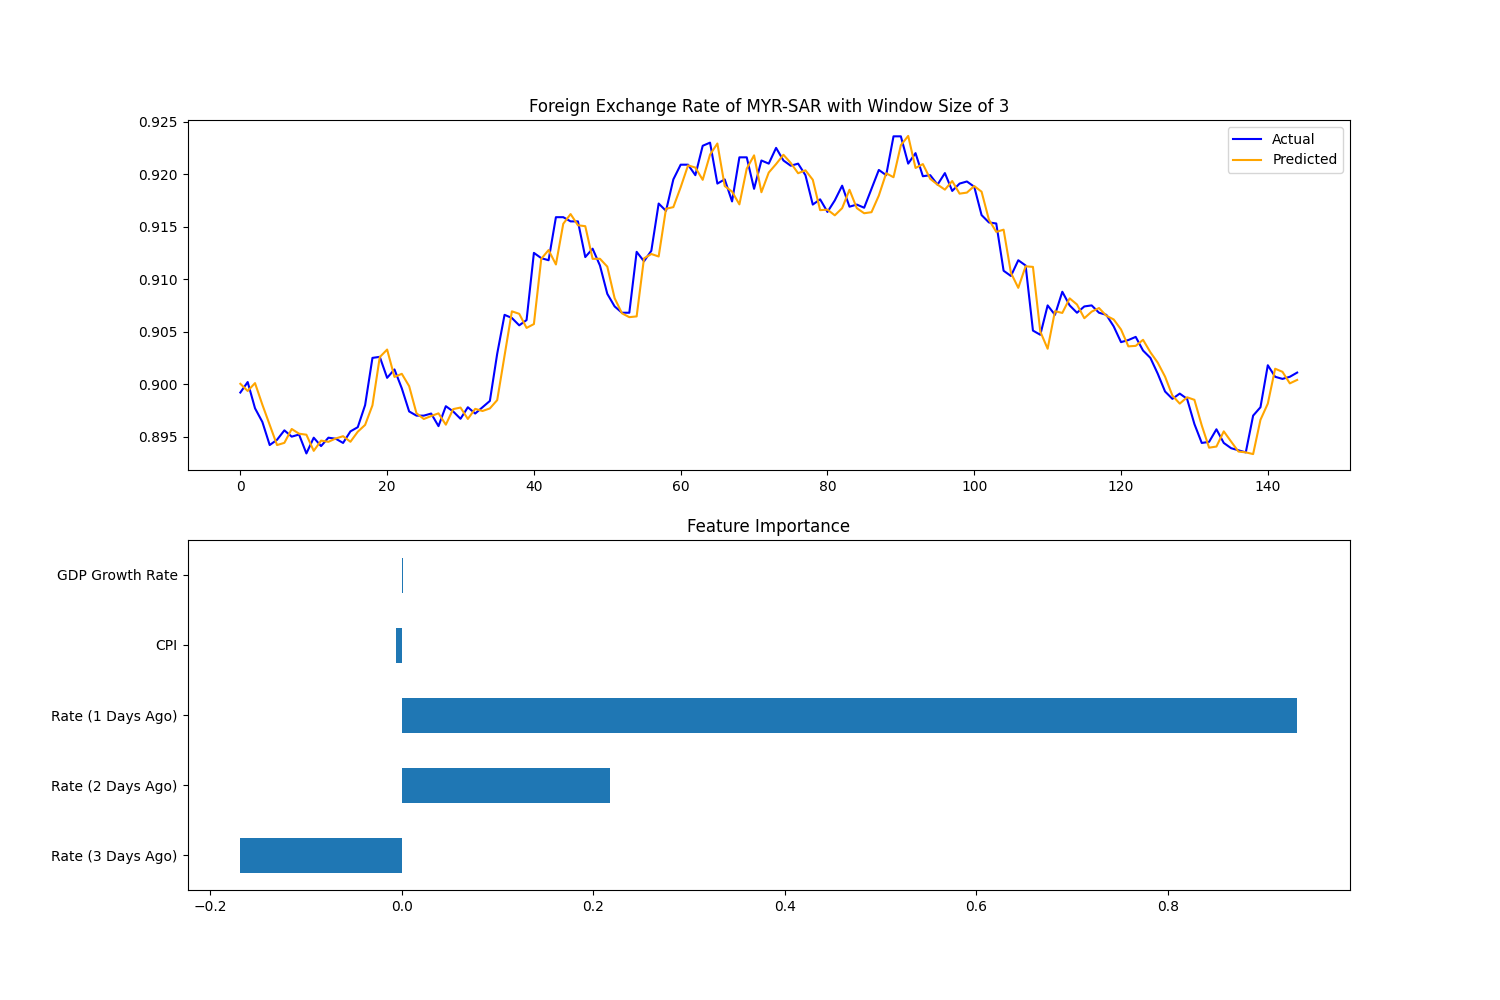 Foreign Exchange Rate of MYR-SAR with Window Size of 3
0.925
0.920
0.915
0.910
0.905
0.900
0.895
Actual
Predicted
0 20 40 60 80 100 120 140
Feature Importance
GDP Growth Rate
CPI
Rate (1 Days Ago)
Rate (2 Days Ago)
Rate (3 Days Ago)
−0.2 0.0 0.2 0.4 0.6 0.8